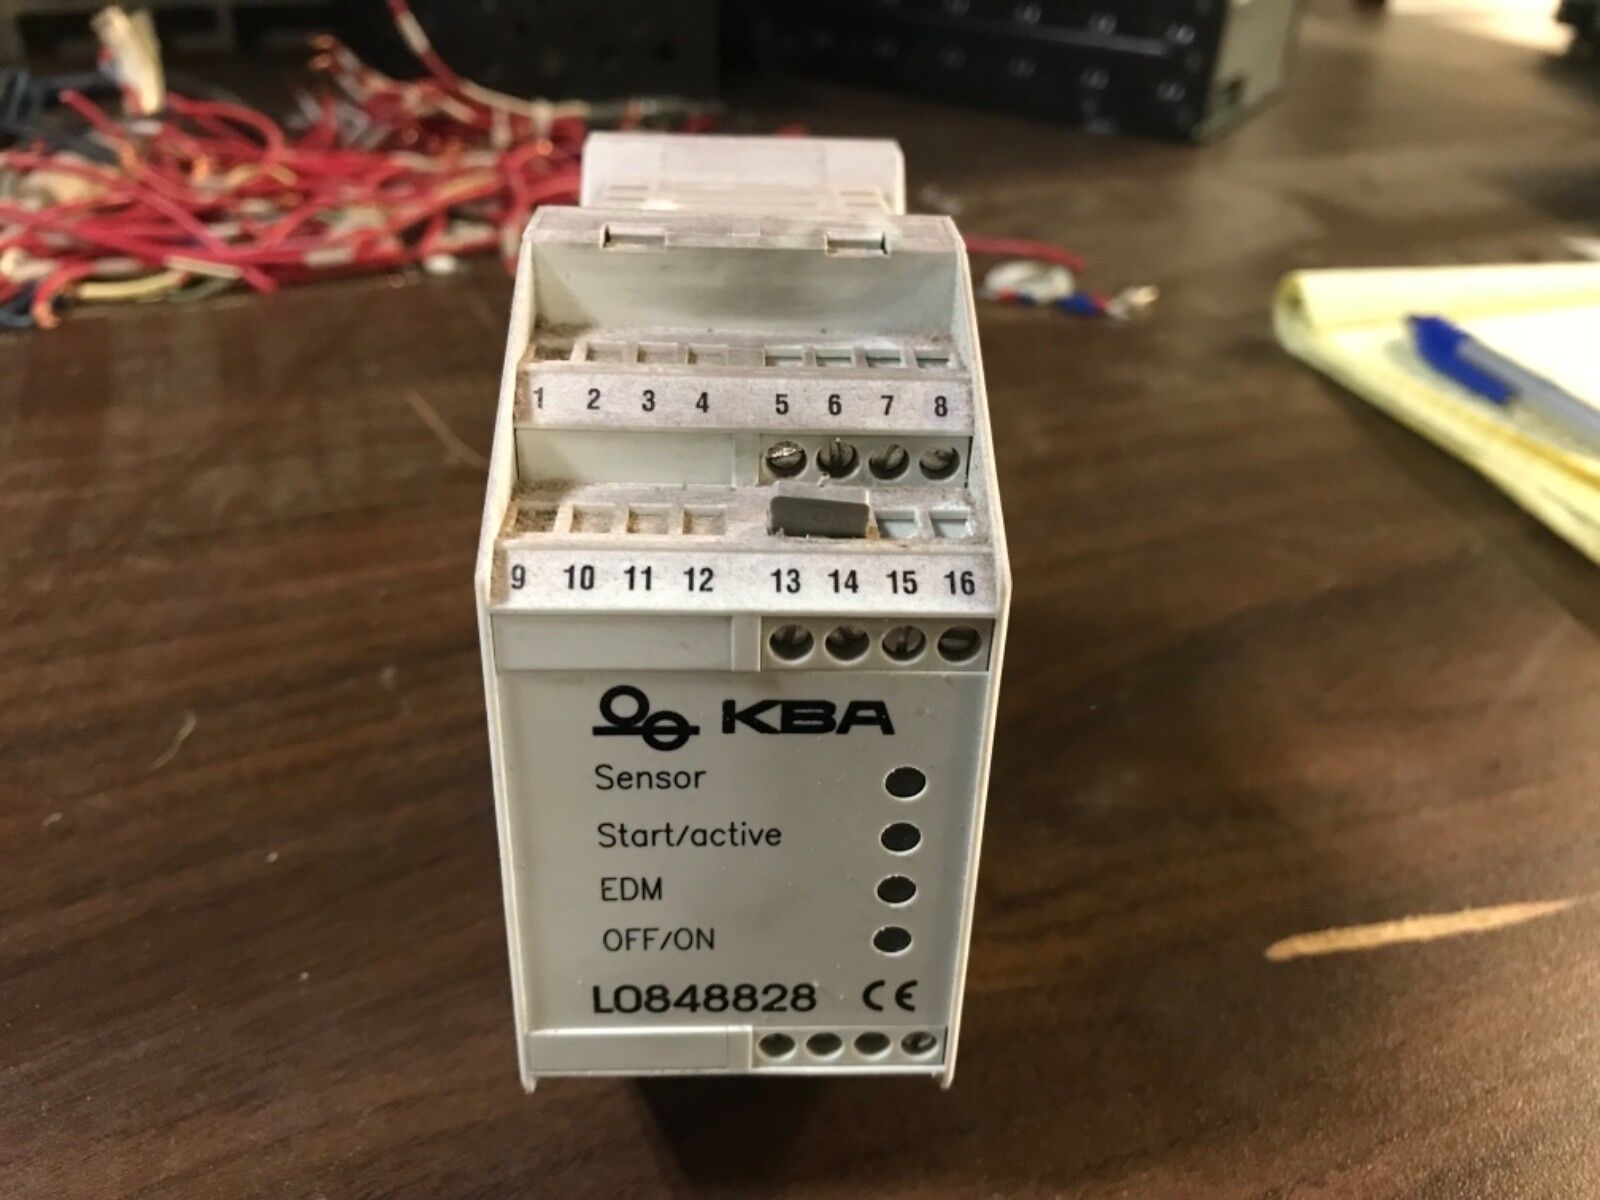 1 2 3 4 5 6 7 8
9 10 11 12 13 14 15 16
KBA
Sensor
Start/active
EDM
OFF/ON
L0848828 CE